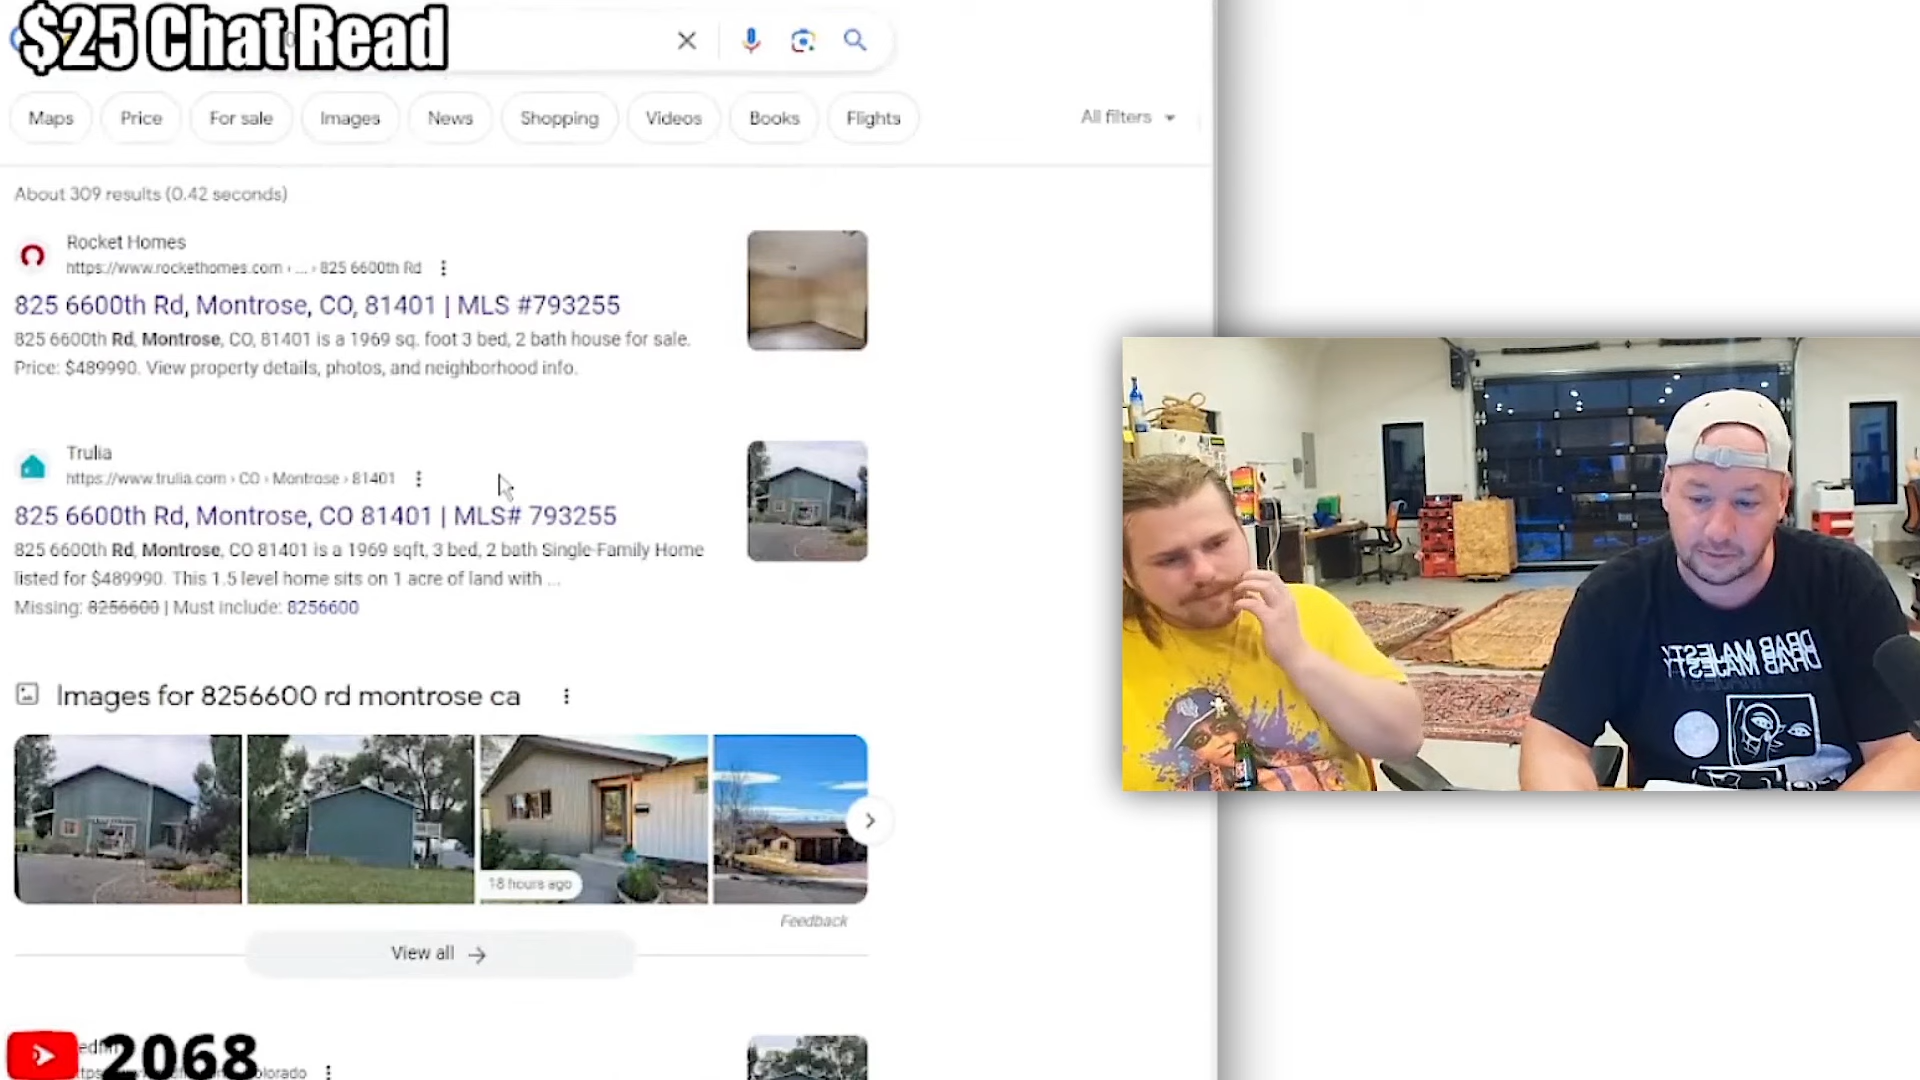 $25 Chat Read
Maps
Price
For sale
Images
News
Shopping
Videos
Books
Flights
All filters
About 309 results (0.42 seconds)
Rocket Homes
https://www.rockethomes.com › ... › 825 6600th Rd
825 6600th Rd, Montrose, CO, 81401 | MLS #793255
825 6600th Rd, Montrose, CO, 81401 is a 1969 sq. foot 3 bed, 2 bath house for sale.
Price: $489990. View property details, photos, and neighborhood info.
Trulia
https://www.trulia.com › CO › Montrose › 81401
825 6600th Rd, Montrose, CO 81401 | MLS# 793255
825 6600th Rd, Montrose, CO 81401 is a 1969 sqft, 3 bed, 2 bath Single-Family Home
listed for $489990. This 1.5 level home sits on 1 acre of land with ...
Missing: 8256600 | Must include: 8256600
Images for 8256600 rd montrose ca
18 hours ago
Feedback
View all
2068
DRAB MAJESTY